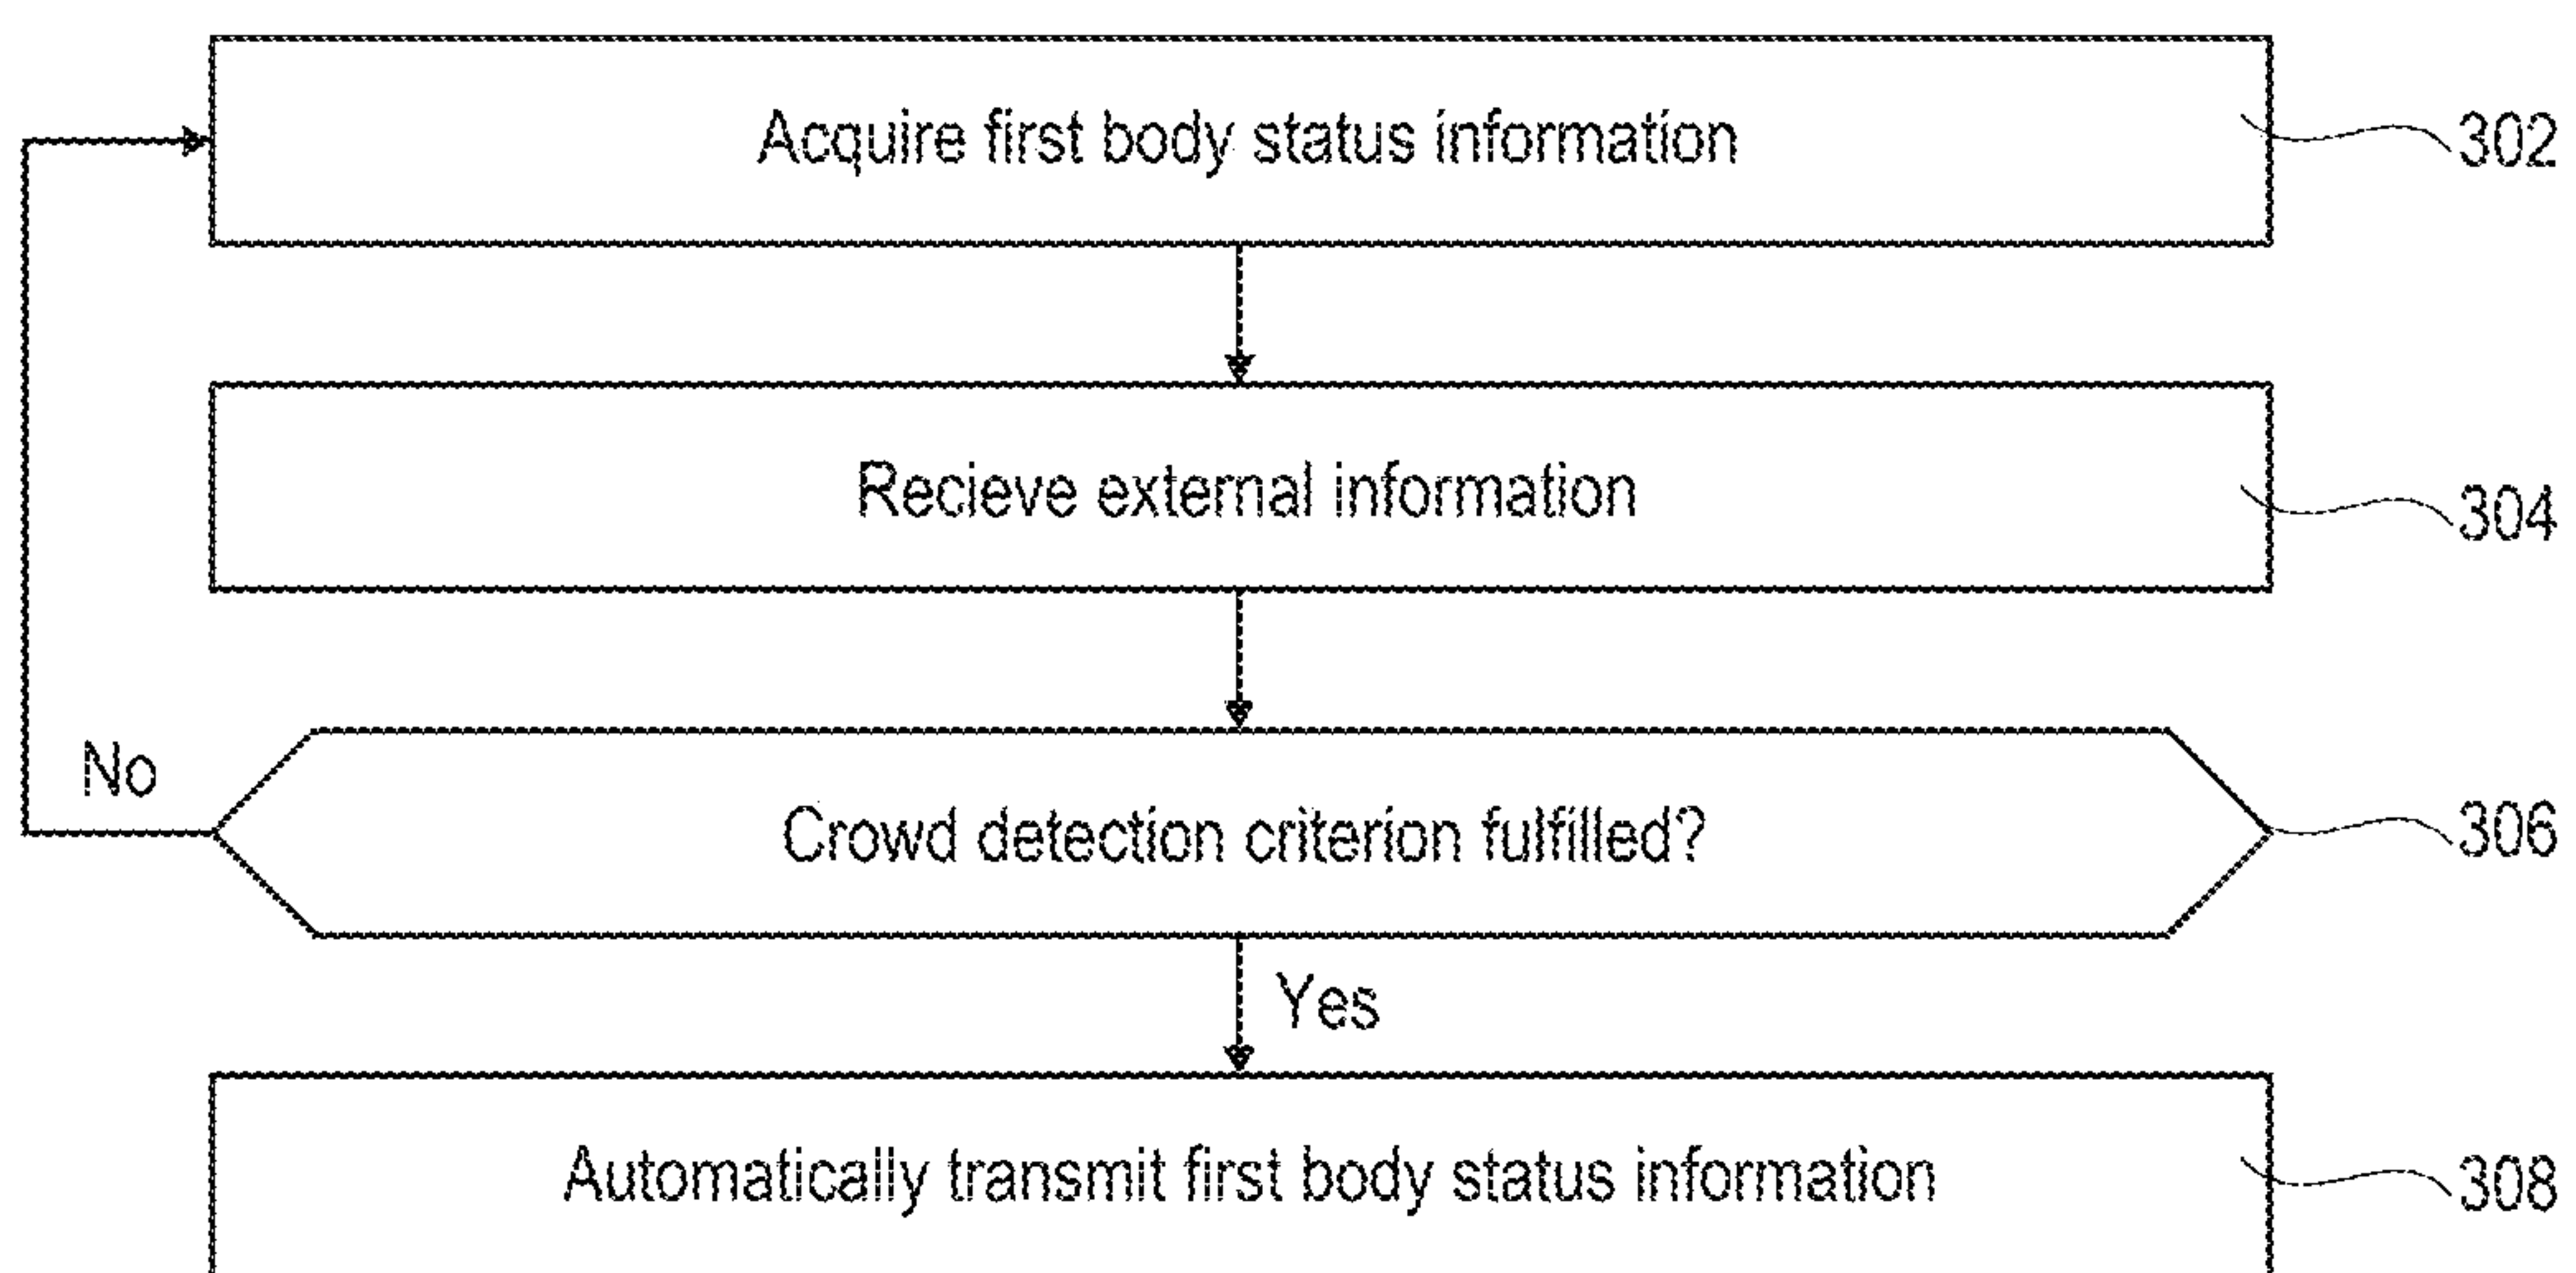 Acquire first body status information
302
Recieve external information
304
No
Crowd detection criterion fulfilled?
306
Yes
Automatically transmit first body status information
308